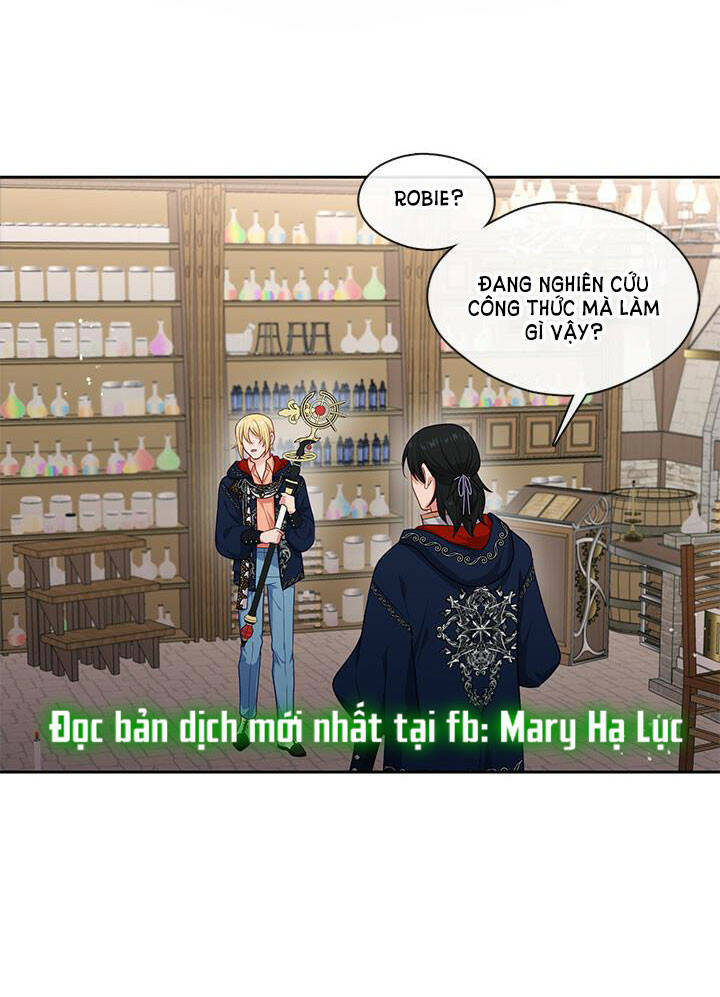 ROBIE?
ĐANG NGHIÊN CỨU
CÔNG THỨC MÀ LÀM
GÌ VẬY?
Đọc bản dịch mới nhất tại fb: Mary Hạ Lục